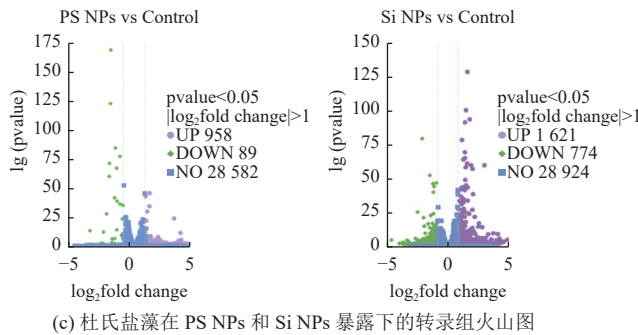 PS NPs vs Control
175
150
125
100
75
50
25
0
lg (pvalue)
pvalue<0.05
|log₂fold change|>1
UP 958
DOWN 89
NO 28 582
−5
0
5
log₂fold change
Si NPs vs Control
175
150
125
100
75
50
25
0
lg (pvalue)
pvalue<0.05
|log₂fold change|>1
UP 1 621
DOWN 774
NO 28 924
−5
0
5
log₂fold change
(c) 杜氏盐藻在 PS NPs 和 Si NPs 暴露下的转录组火山图